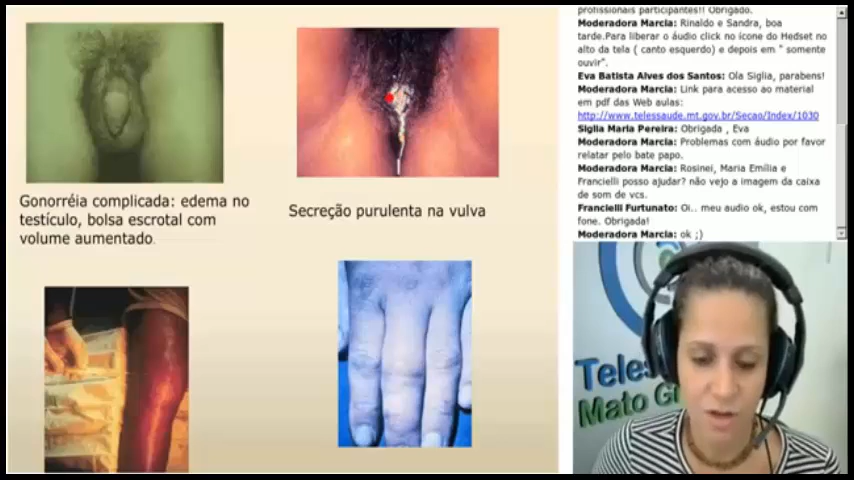 Gonorréia complicada: edema no
testículo, bolsa escrotal com
volume aumentado.
Secreção purulenta na vulva
profissionais participantes!! Obrigado.
Moderadora Marcia: Rinaldo e Sandra, boa
tarde.Para liberar o áudio click no ícone do Hedset no
alto da tela ( canto esquerdo) e depois em " somente
ouvir".
Eva Batista Alves dos Santos: Ola Siglia, parabens!
Moderadora Marcia: Link para acesso ao material
em pdf das Web aulas:
http://www.telessaude.mt.gov.br/Secao/Index/1030
Siglia Maria Pereira: Obrigada , Eva
Moderadora Marcia: Problemas com áudio por favor
relatar pelo bate papo.
Moderadora Marcia: Rosinei, Maria Emília e
Francielli posso ajudar? não vejo a imagem da caixa
de som de vcs.
Francielli Furtunato: Oi.. meu audio ok, estou com
fone. Obrigada!
Moderadora Marcia: ok ;)
Teles
Mato G